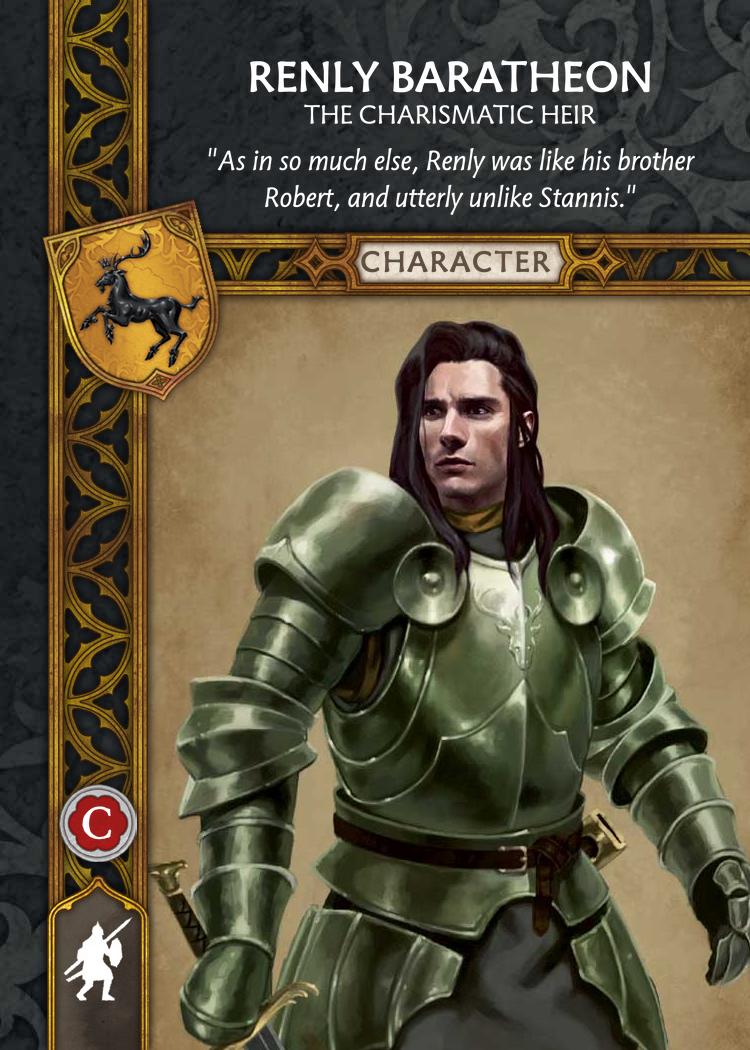 RENLY BARATHEON
THE CHARISMATIC HEIR
"As in so much else, Renly was like his brother
Robert, and utterly unlike Stannis."
CHARACTER
C